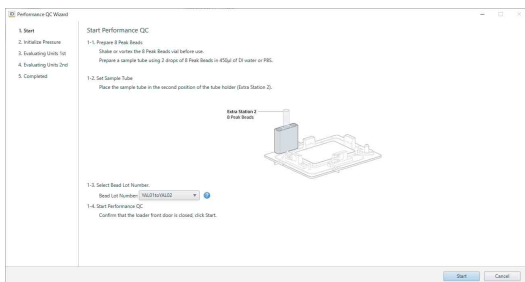 Performance QC Wizard
1. Start
2. Initialize Pressure
3. Evaluating Units 1st
4. Evaluating Units 2nd
5. Completed
Start Performance QC
1-1. Prepare 8 Peak Beads
Shake or vortex the 8 Peak Beads vial before use.
Prepare a sample tube using 2 drops of 8 Peak Beads in 450µl of DI water or PBS.
1-2. Set Sample Tube
Place the sample tube in the second position of the tube holder (Extra Station 2).
Extra Station 2
8 Peak Beads
1-3. Select Bead Lot Number.
Bead Lot Number: YAL01toYAL02
1-4. Start Performance QC
Confirm that the loader front door is closed, click Start.
Start Cancel